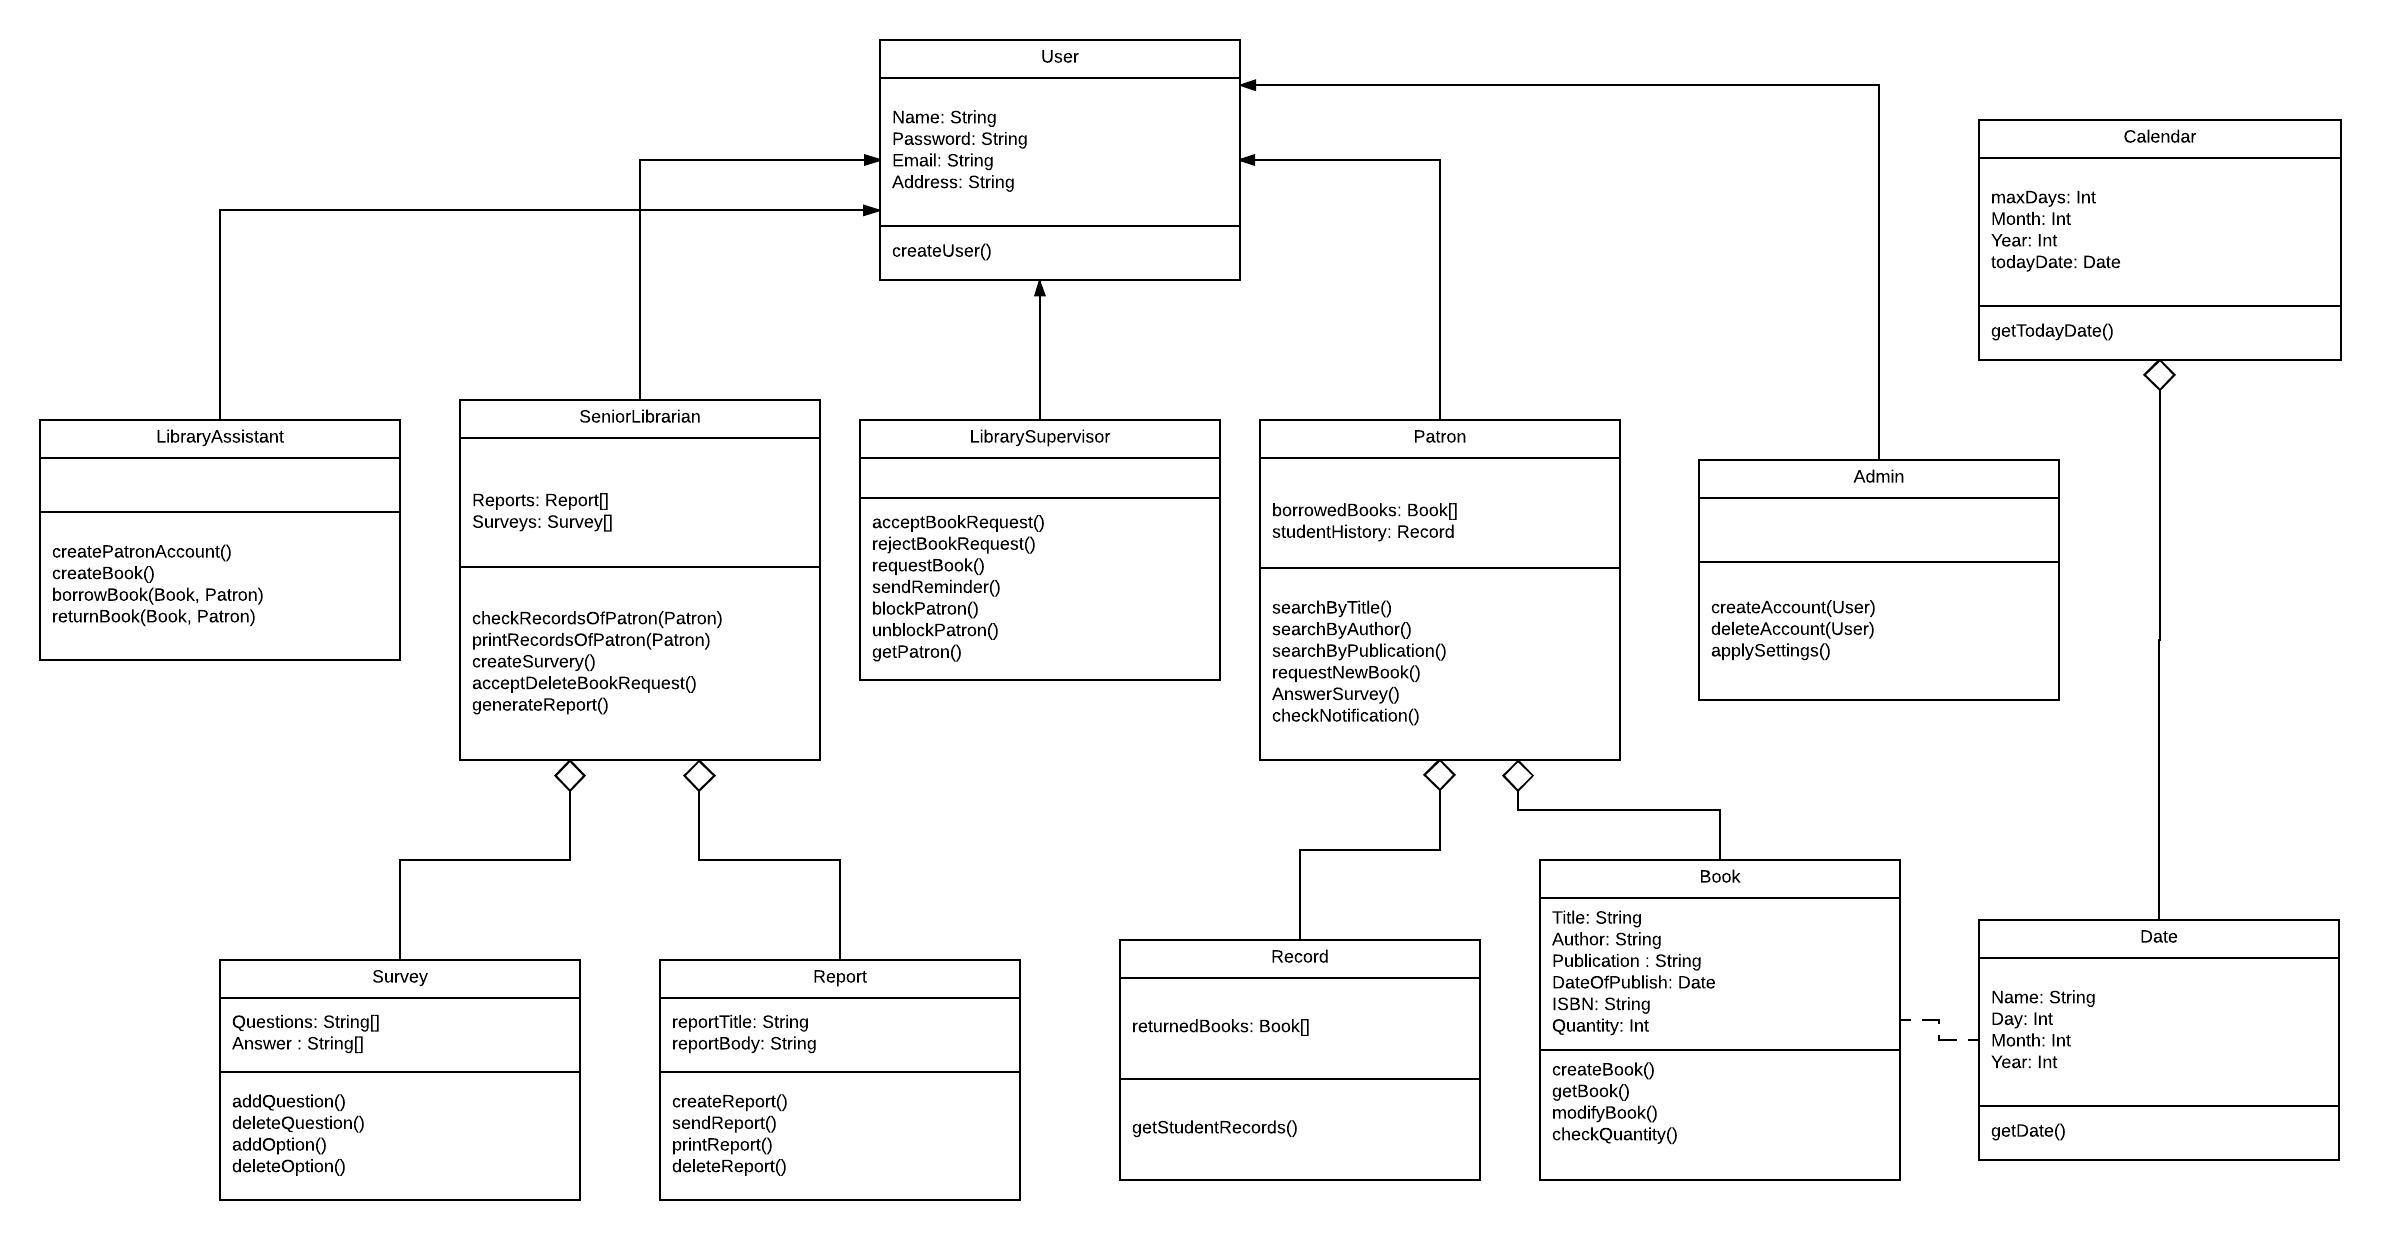 User
Name: String
Password: String
Email: String
Address: String
createUser()
Calendar
maxDays: Int
Month: Int
Year: Int
todayDate: Date
getTodayDate()
LibraryAssistant
createPatronAccount()
createBook()
borrowBook(Book, Patron)
returnBook(Book, Patron)
SeniorLibrarian
Reports: Report[]
Surveys: Survey[]
checkRecordsOfPatron(Patron)
printRecordsOfPatron(Patron)
createSurvery()
acceptDeleteBookRequest()
generateReport()
LibrarySupervisor
acceptBookRequest()
rejectBookRequest()
requestBook()
sendReminder()
blockPatron()
unblockPatron()
getPatron()
Patron
borrowedBooks: Book[]
studentHistory: Record
searchByTitle()
searchByAuthor()
searchByPublication()
requestNewBook()
AnswerSurvey()
checkNotification()
Admin
createAccount(User)
deleteAccount(User)
applySettings()
Survey
Questions: String[]
Answer : String[]
addQuestion()
deleteQuestion()
addOption()
deleteOption()
Report
reportTitle: String
reportBody: String
createReport()
sendReport()
printReport()
deleteReport()
Record
returnedBooks: Book[]
getStudentRecords()
Book
Title: String
Author: String
Publication : String
DateOfPublish: Date
ISBN: String
Quantity: Int
createBook()
getBook()
modifyBook()
checkQuantity()
Date
Name: String
Day: Int
Month: Int
Year: Int
getDate()